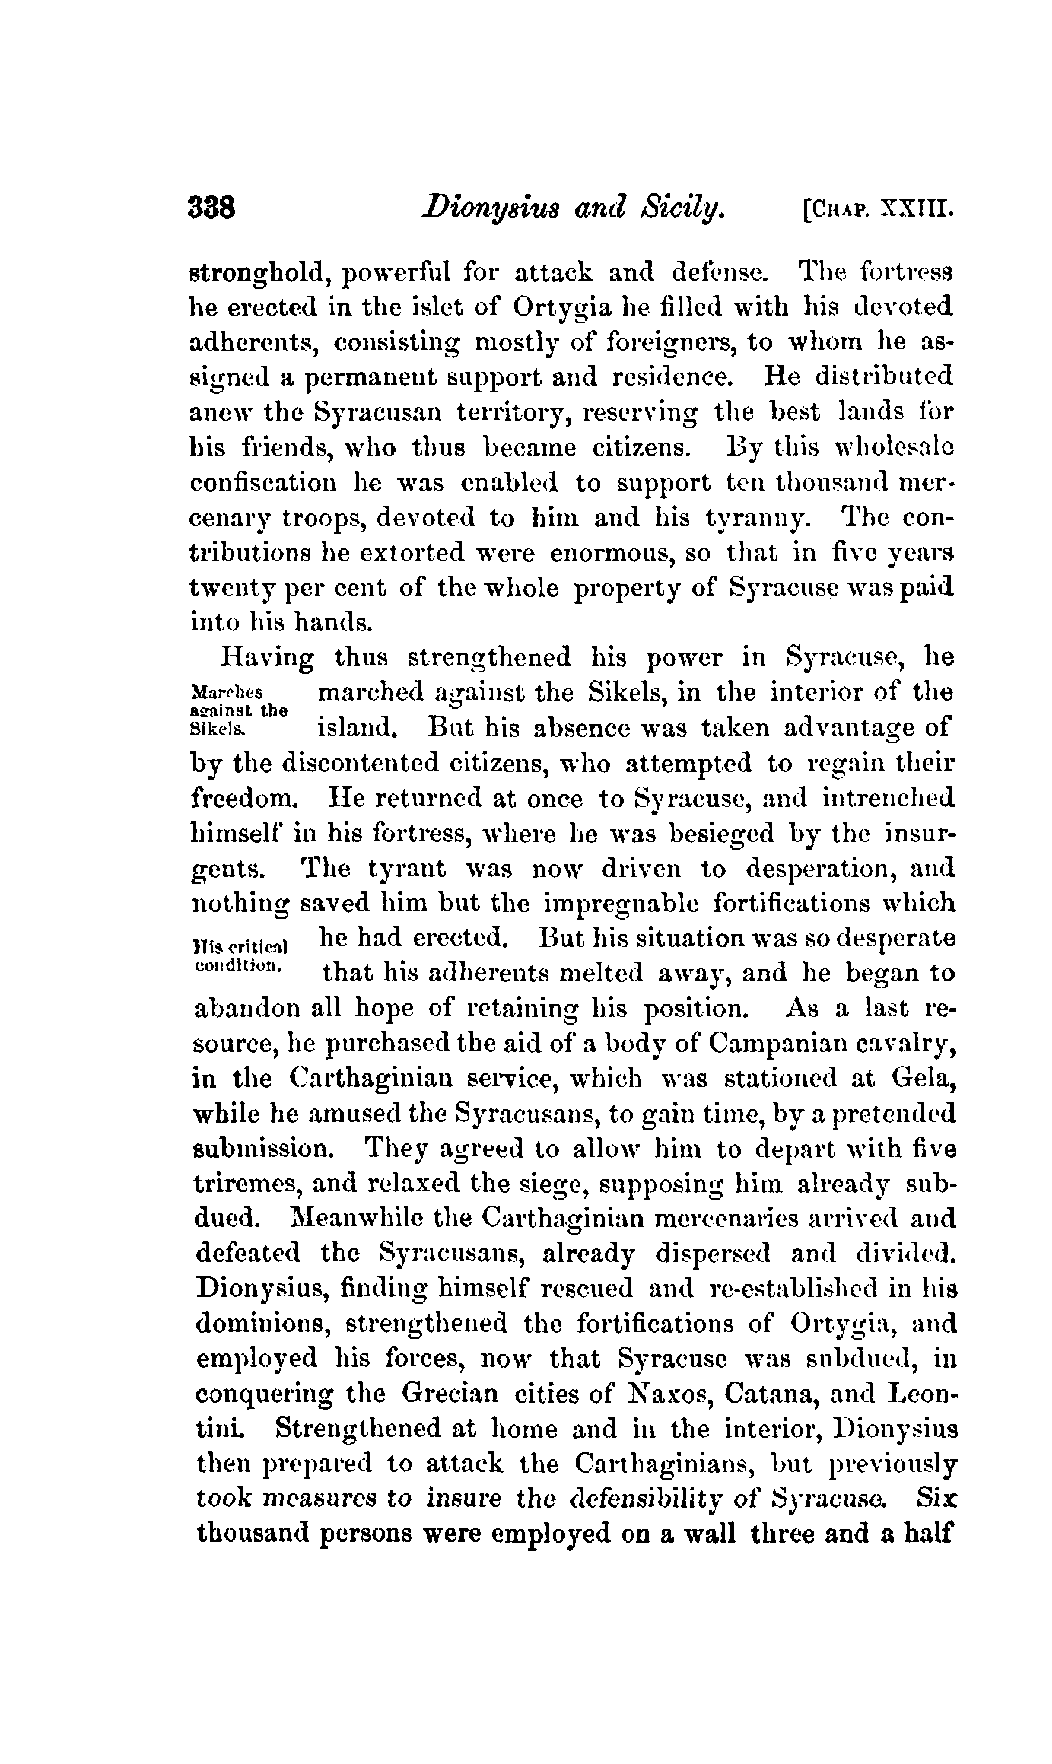 338 Dionysius and Sicily. [CHAP. XXIII.
stronghold, powerful for attack and defense. The fortress
he erected in the islet of Ortygia he filled with his devoted
adherents, consisting mostly of foreigners, to whom he as-
signed a permanent support and residence. He distributed
anew the Syracusan territory, reserving the best lands for
his friends, who thus became citizens. By this wholesale
confiscation he was enabled to support ten thousand mer-
cenary troops, devoted to him and his tyranny. The con-
tributions he extorted were enormous, so that in five years
twenty per cent of the whole property of Syracuse was paid
into his hands.
Having thus strengthened his power in Syracuse, he
Marches
against the
Sikels.
marched against the Sikels, in the interior of the
island. But his absence was taken advantage of
by the discontented citizens, who attempted to regain their
freedom. He returned at once to Syracuse, and intrenched
himself in his fortress, where he was besieged by the insur-
gents. The tyrant was now driven to desperation, and
nothing saved him but the impregnable fortifications which
His critical
condition.
he had erected. But his situation was so desperate
that his adherents melted away, and he began to
abandon all hope of retaining his position. As a last re-
source, he purchased the aid of a body of Campanian cavalry,
in the Carthaginian service, which was stationed at Gela,
while he amused the Syracusans, to gain time, by a pretended
submission. They agreed to allow him to depart with five
triremes, and relaxed the siege, supposing him already sub-
dued. Meanwhile the Carthaginian mercenaries arrived and
defeated the Syracusans, already dispersed and divided.
Dionysius, finding himself rescued and re-established in his
dominions, strengthened the fortifications of Ortygia, and
employed his forces, now that Syracuse was subdued, in
conquering the Grecian cities of Naxos, Catana, and Leon-
tini. Strengthened at home and in the interior, Dionysius
then prepared to attack the Carthaginians, but previously
took measures to insure the defensibility of Syracuse. Six
thousand persons were employed on a wall three and a half